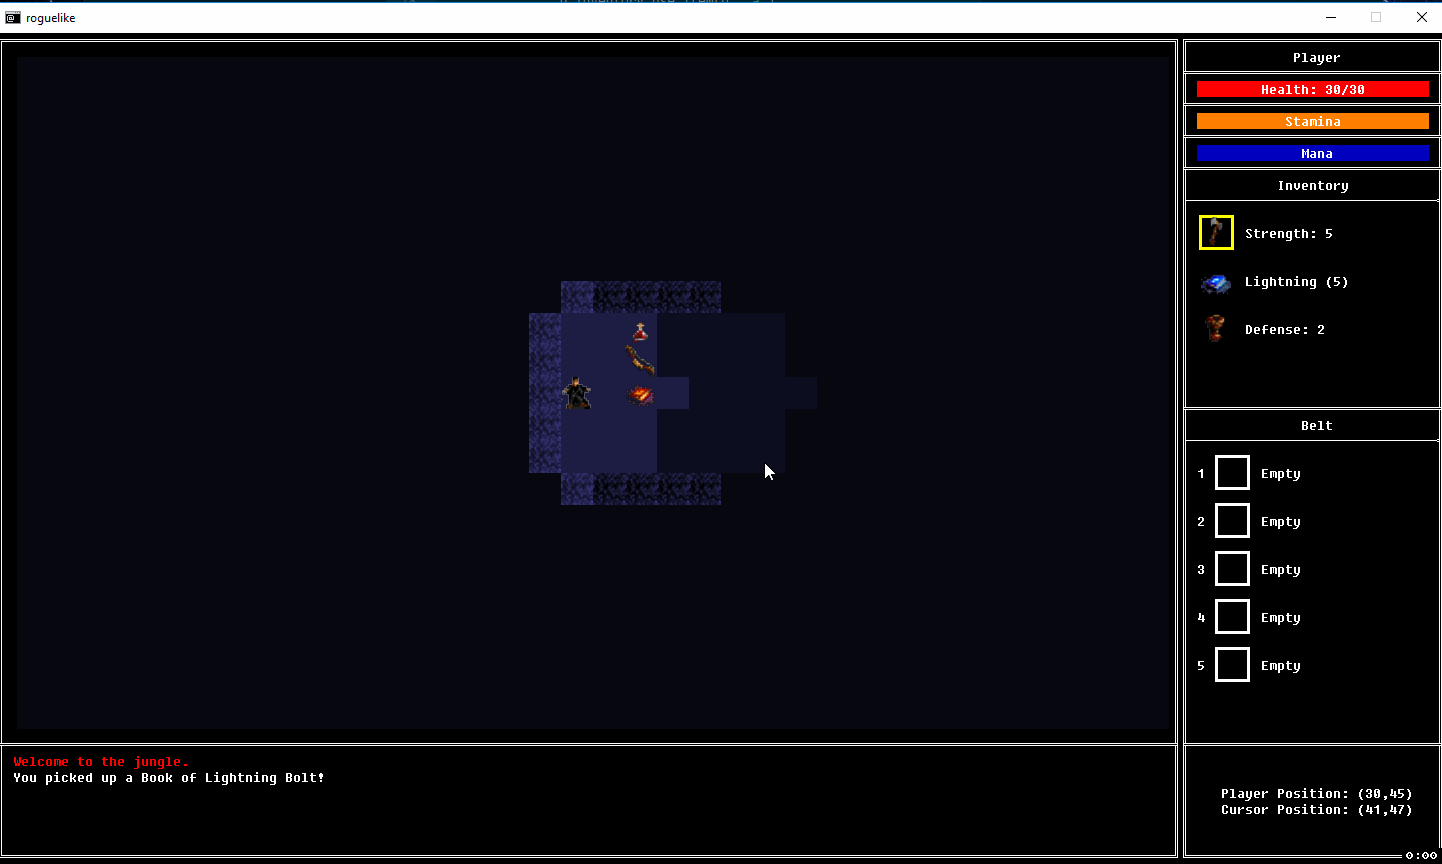 roguelike
Player
Health: 30/30
Stamina
Mana
Inventory
Strength: 5
Lightning (5)
Defense: 2
Belt
1 Empty
2 Empty
3 Empty
4 Empty
5 Empty
Welcome to the jungle.
You picked up a Book of Lightning Bolt!
Player Position: (30,45)
Cursor Position: (41,47)
0:00